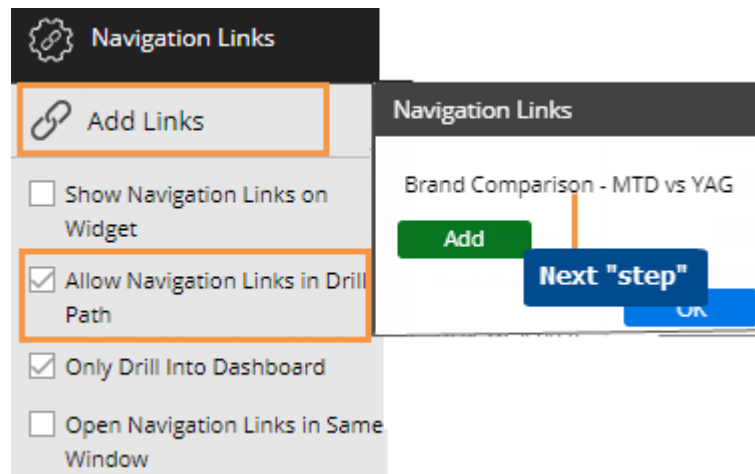 Navigation Links
Add Links
Show Navigation Links on
Widget
Allow Navigation Links in Drill
Path
Only Drill Into Dashboard
Open Navigation Links in Same
Window
Navigation Links
Brand Comparison - MTD vs YAG
Add
Next "step"
OK